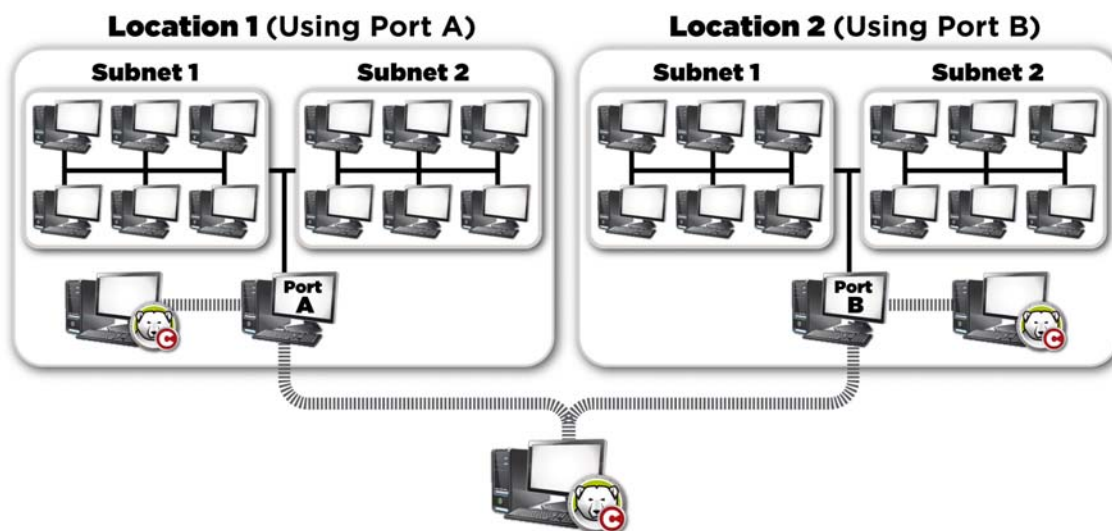 Location 1 (Using Port A)
Subnet 1
Subnet 2
Port
A
C
Location 2 (Using Port B)
Subnet 1
Subnet 2
Port
B
C
C